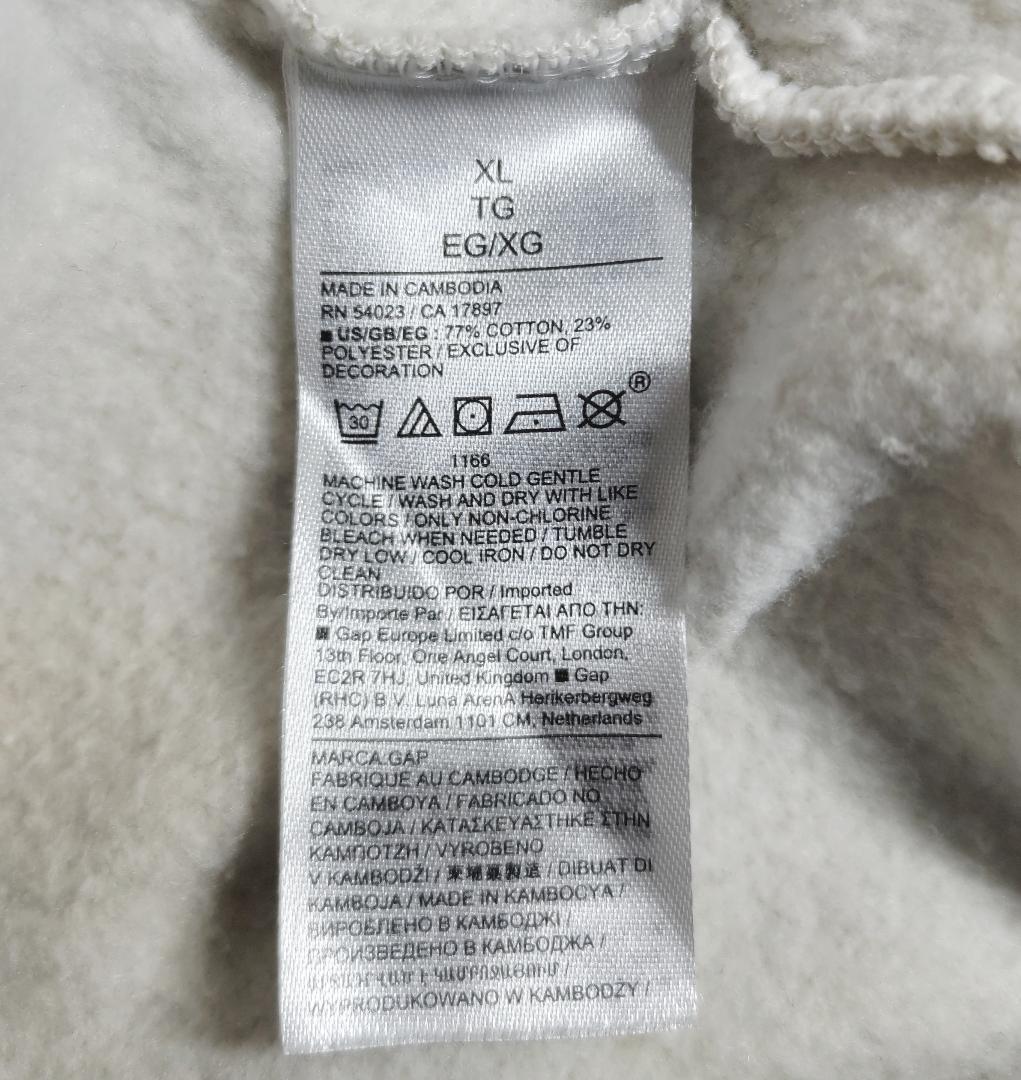 XL
TG
EG/XG
MADE IN CAMBODIA
RN 54023 / CA 17897
■ US/GB/EG : 77% COTTON, 23%
POLYESTER / EXCLUSIVE OF
DECORATION
®
30
1166
MACHINE WASH COLD GENTLE
CYCLE / WASH AND DRY WITH LIKE
COLORS / ONLY NON-CHLORINE
BLEACH WHEN NEEDED / TUMBLE
DRY LOW / COOL IRON / DO NOT DRY
CLEAN
DISTRIBUIDO POR / Imported
By/Importe Par / ΕΙΣΑΓΕΤΑΙ ΑΠΟ ΤΗΝ:
■ Gap Europe Limited c/o TMF Group
13th Floor, One Angel Court, London,
EC2R 7HJ, United Kingdom ■ Gap
(RHC) B.V. Luna ArenA Herikerbergweg
238 Amsterdam 1101 CM, Netherlands
MARCA GAP
FABRIQUE AU CAMBODGE / HECHO
EN CAMBOYA / FABRICADO NO
CAMBOJA / ΚΑΤΑΣΚΕΥΑΣΤΗΚΕ ΣΤΗΝ
ΚΑΜΠΟΤΖΗ / VYROBENO
V KAMBODŽI / 柬埔寨製造 / DIBUAT DI
KAMBOJA / MADE IN KAMBOCYA /
ВИРОБЛЕНО В КАМБОДЖІ /
ПРОИЗВЕДЕНО В КАМБОДЖА /
WYPRODUKOWANO W KAMBODZY /